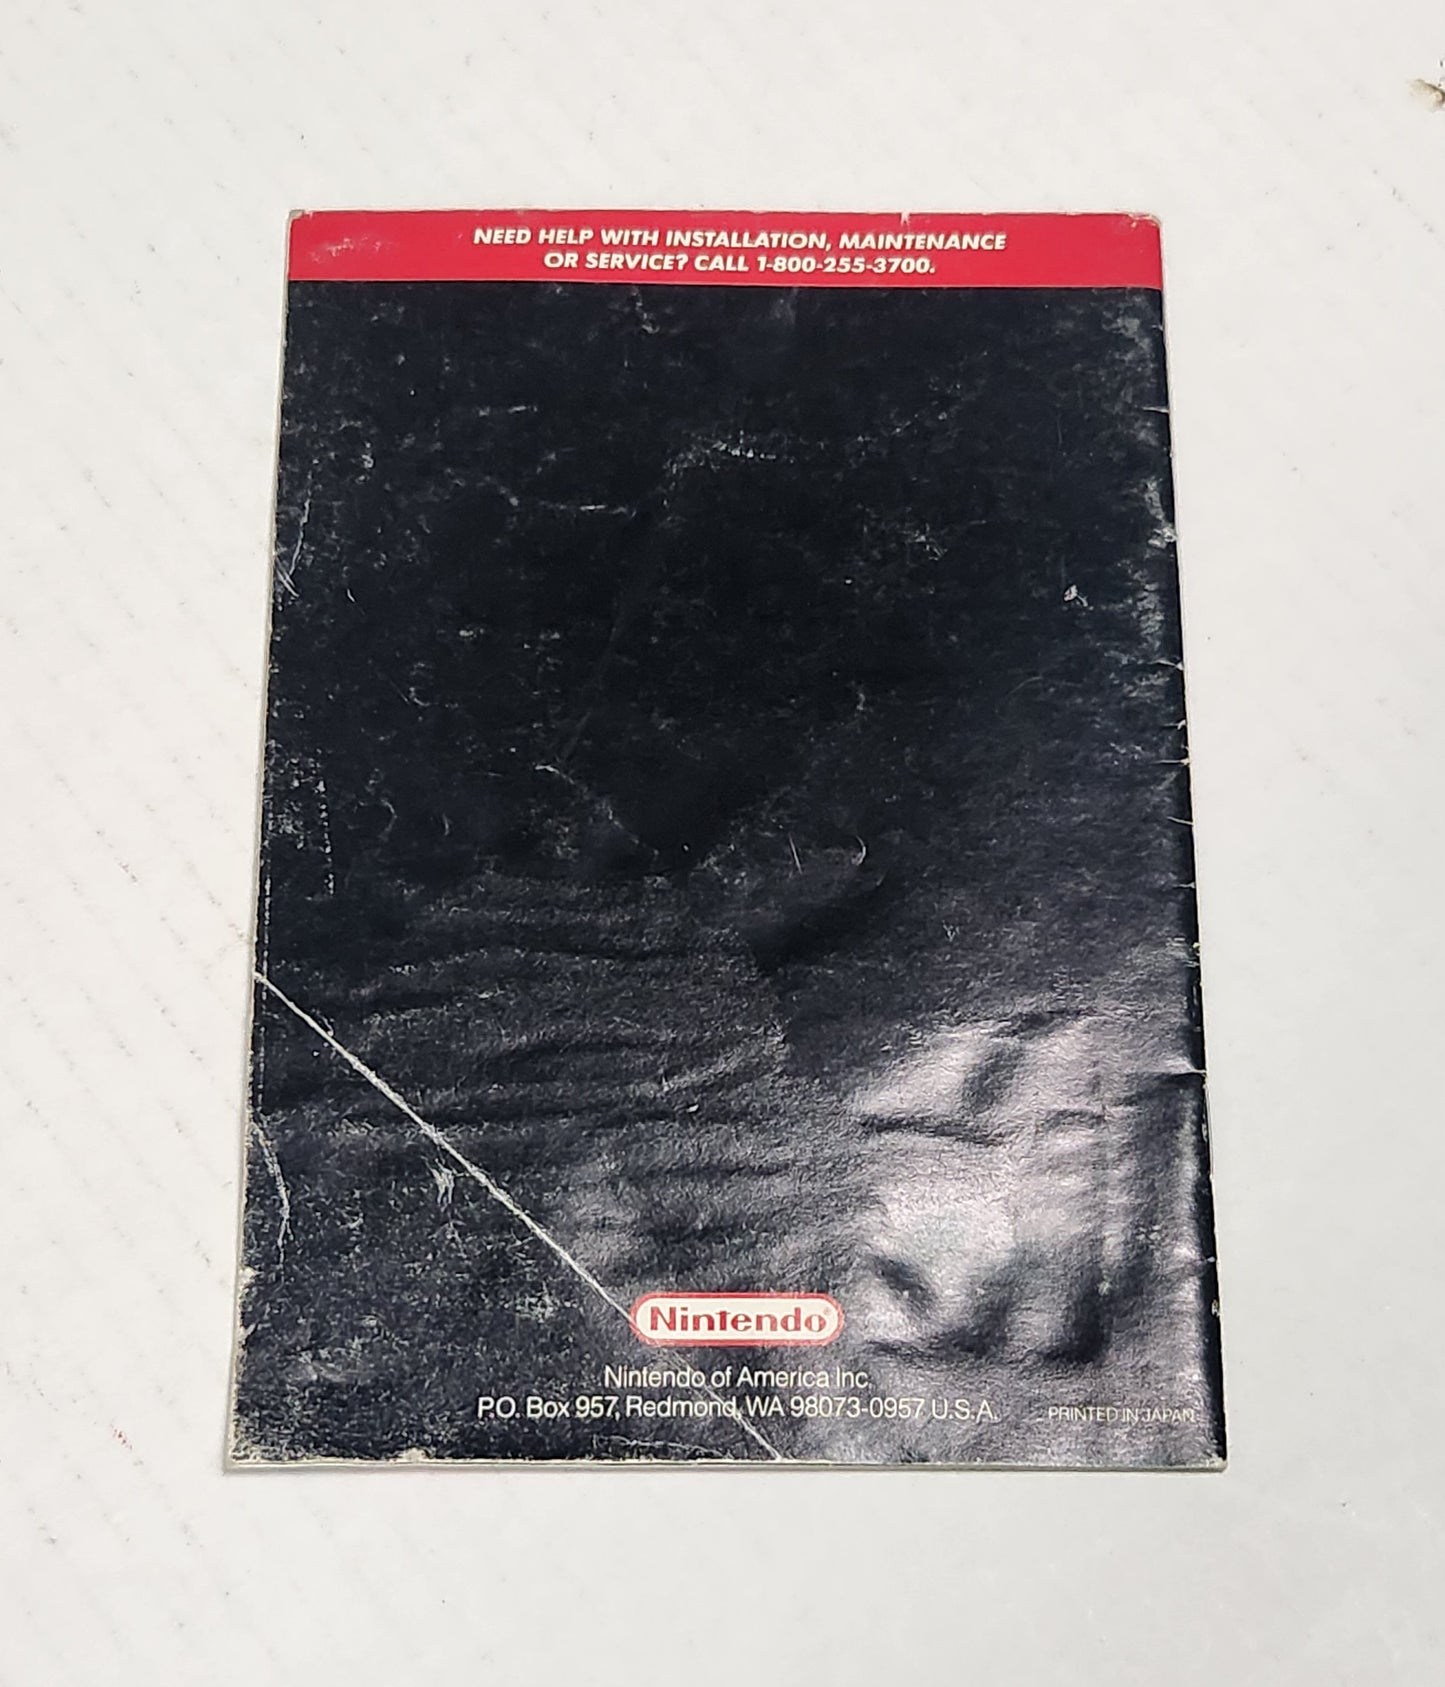 NEED HELP WITH INSTALLATION, MAINTENANCE
OR SERVICE? CALL 1-800-255-3700.
Nintendo®
Nintendo of America Inc.
P.O. Box 957, Redmond, WA 98073-0957 U.S.A.
PRINTED IN JAPAN